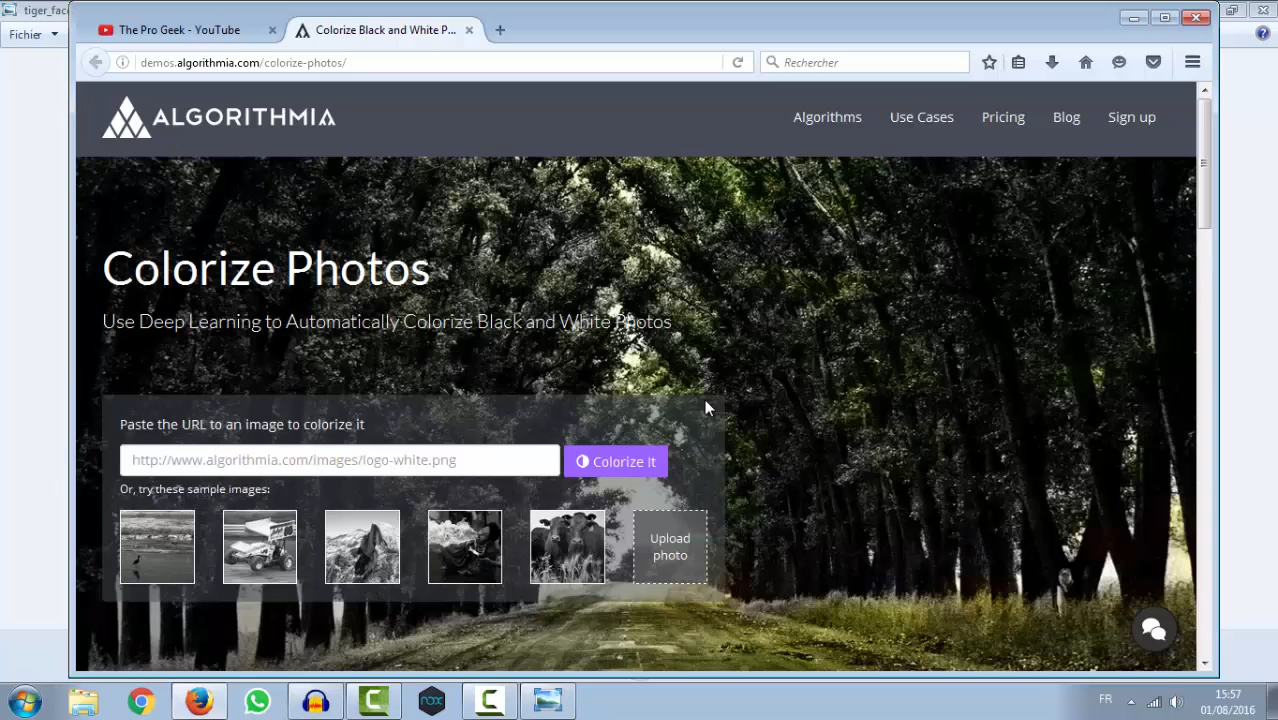 tiger_face
Fichier
The Pro Geek - YouTube
Colorize Black and White P...
demos.algorithmia.com/colorize-photos/
Rechercher
ALGORITHMIA
Algorithms Use Cases Pricing Blog Sign up
Colorize Photos
Use Deep Learning to Automatically Colorize Black and White Photos
Paste the URL to an image to colorize it
http://www.algorithmia.com/images/logo-white.png
Colorize It
Or, try these sample images:
Upload
photo
nox
FR
15:57
01/08/2016